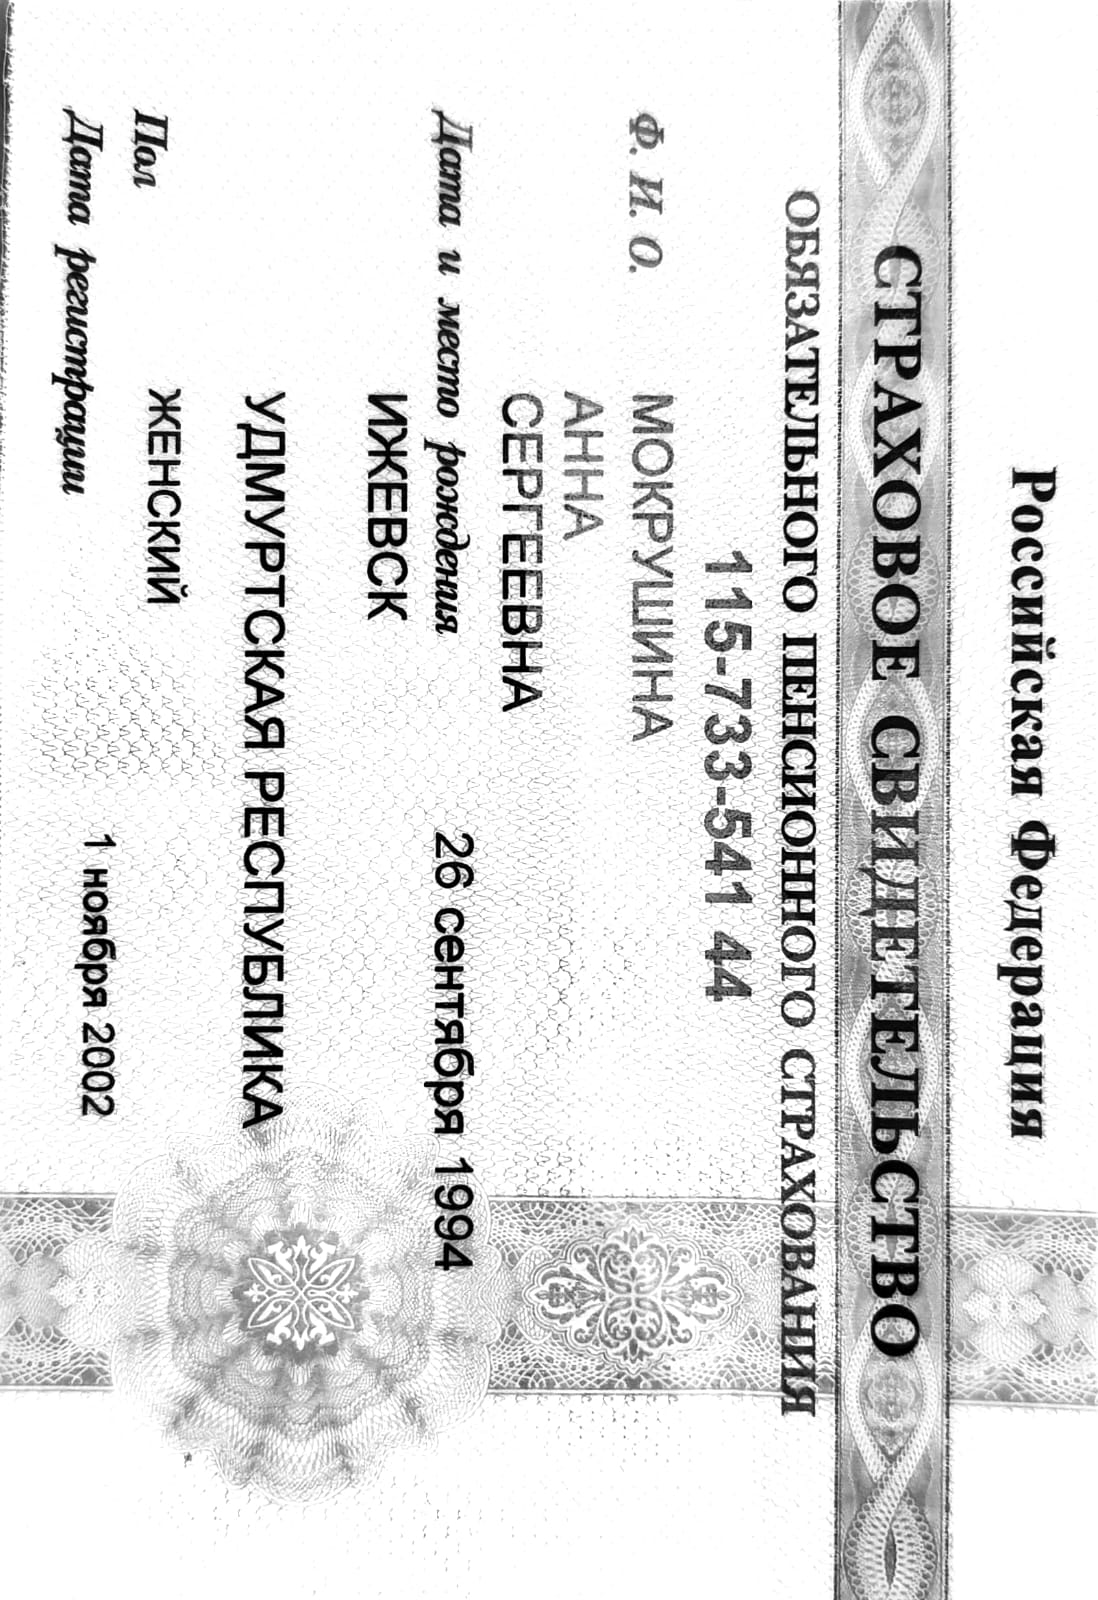 Российская Федерация
СТРАХОВОЕ СВИДЕТЕЛЬСТВО
ОБЯЗАТЕЛЬНОГО ПЕНСИОННОГО СТРАХОВАНИЯ
115-733-541 44
Ф. И. О. МОКРУШИНА
АННА
СЕРГЕЕВНА
Дата и место рождения 26 сентября 1994
ИЖЕВСК
УДМУРТСКАЯ РЕСПУБЛИКА
Пол ЖЕНСКИЙ
Дата регистрации 1 ноября 2002